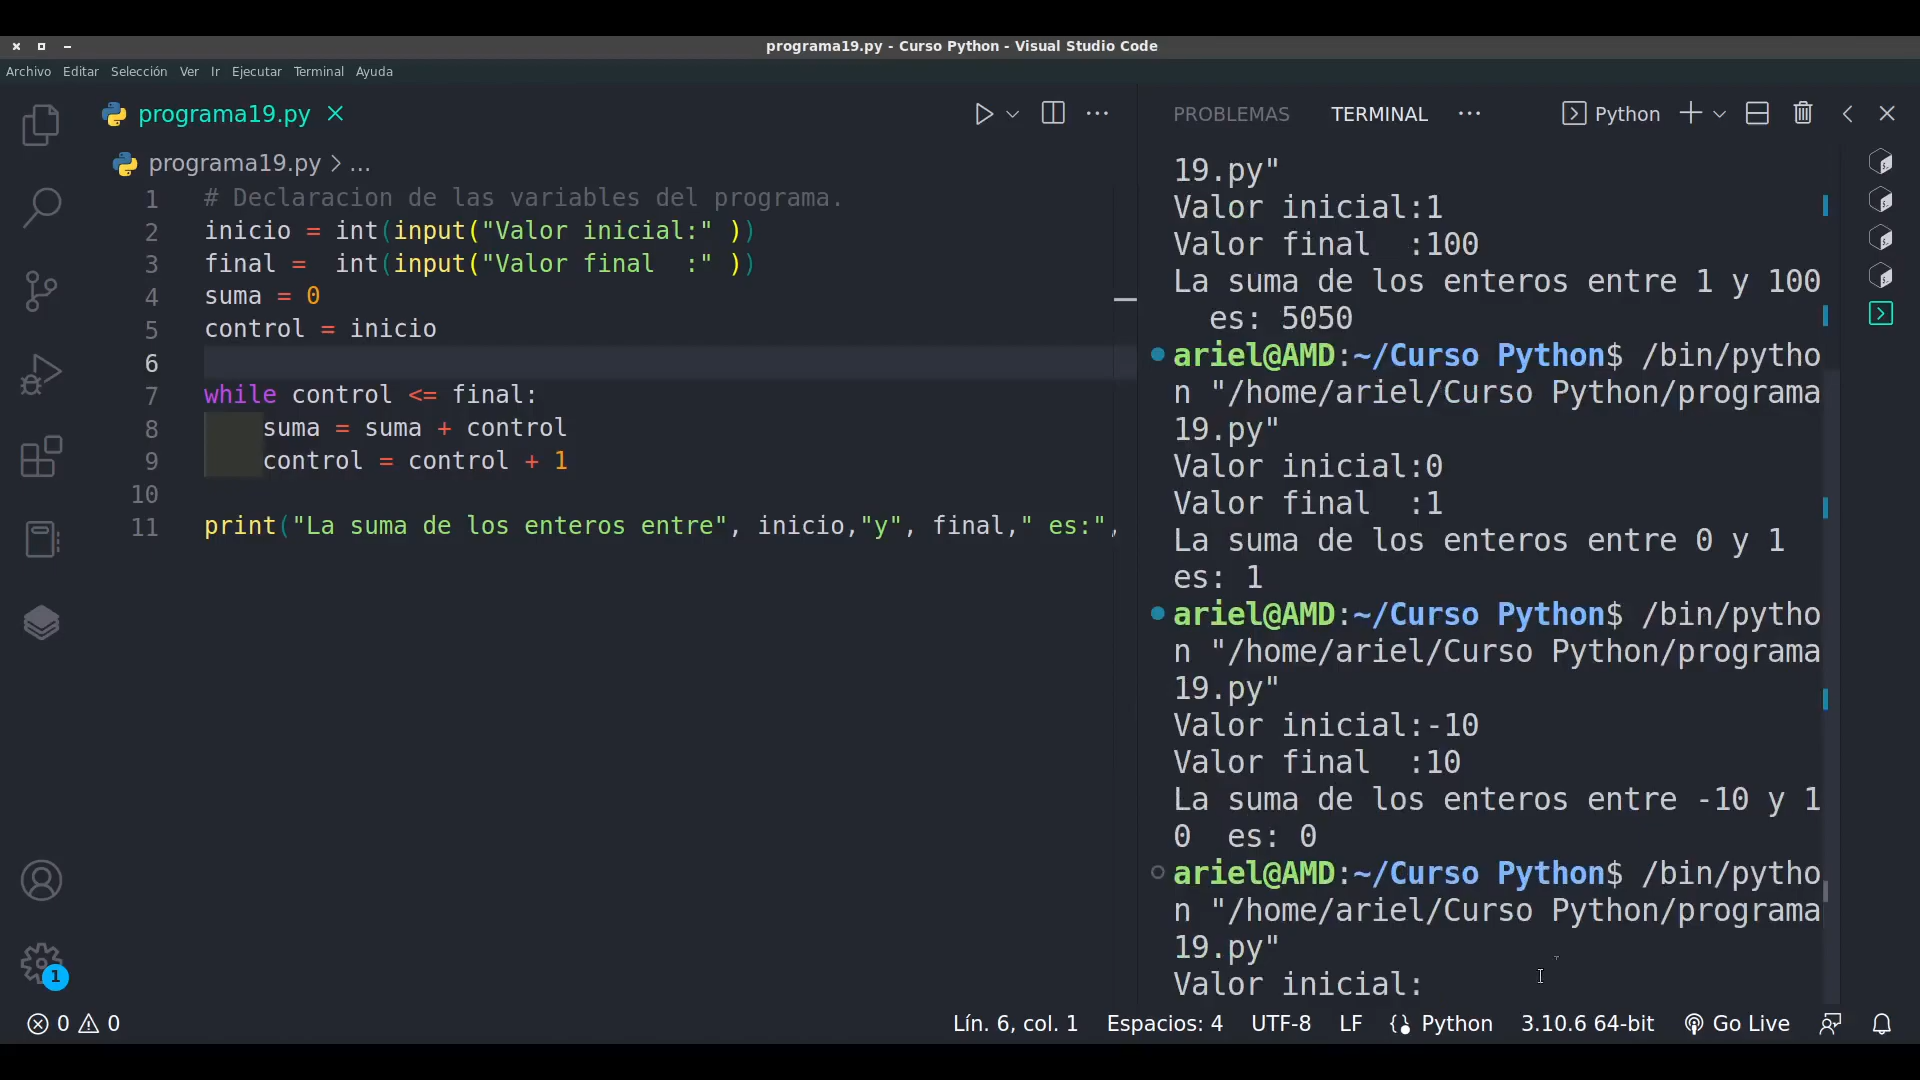 programa19.py - Curso Python - Visual Studio Code
Archivo Editar Selección Ver Ir Ejecutar Terminal Ayuda
programa19.py
programa19.py > ...
1 # Declaracion de las variables del programa.
2 inicio = int(input("Valor inicial:" ))
3 final =  int(input("Valor final  :" ))
4 suma = 0
5 control = inicio
6
7 while control <= final:
8     suma = suma + control
9     control = control + 1
10
11 print("La suma de los enteros entre", inicio,"y", final," es:",
PROBLEMAS TERMINAL ... Python
19.py"
Valor inicial:1
Valor final  :100
La suma de los enteros entre 1 y 100
  es: 5050
ariel@AMD:~/Curso Python$ /bin/pytho
n "/home/ariel/Curso Python/programa
19.py"
Valor inicial:0
Valor final  :1
La suma de los enteros entre 0 y 1
es: 1
ariel@AMD:~/Curso Python$ /bin/pytho
n "/home/ariel/Curso Python/programa
19.py"
Valor inicial:-10
Valor final  :10
La suma de los enteros entre -10 y 1
0  es: 0
ariel@AMD:~/Curso Python$ /bin/pytho
n "/home/ariel/Curso Python/programa
19.py"
Valor inicial:
1
0 0 Lín. 6, col. 1 Espacios: 4 UTF-8 LF Python 3.10.6 64-bit Go Live